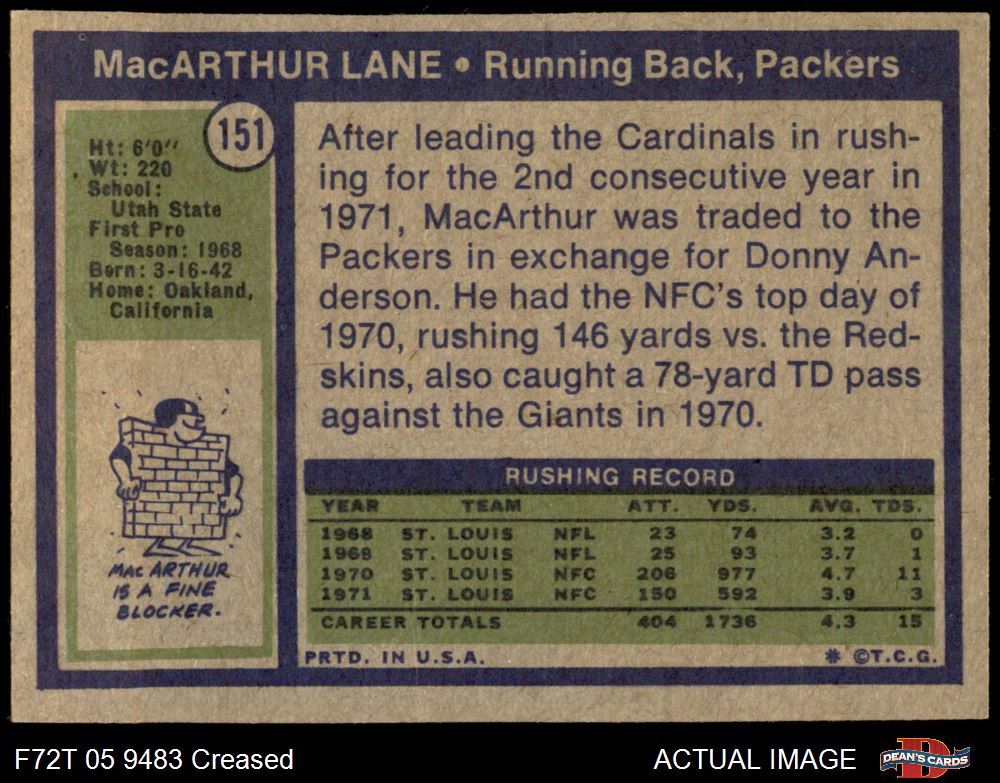 MacARTHUR LANE • Running Back, Packers
151
Ht: 6'0''
Wt: 220
School:
Utah State
First Pro
Season: 1968
Born: 3-16-42
Home: Oakland,
California
MAC ARTHUR
IS A FINE
BLOCKER.
After leading the Cardinals in rush-
ing for the 2nd consecutive year in
1971, MacArthur was traded to the
Packers in exchange for Donny An-
derson. He had the NFC's top day of
1970, rushing 146 yards vs. the Red-
skins, also caught a 78-yard TD pass
against the Giants in 1970.
RUSHING RECORD
YEAR TEAM ATT. YDS. AVG. TDS.
1968 ST. LOUIS NFL 23 74 3.2 0
1969 ST. LOUIS NFL 25 93 3.7 1
1970 ST. LOUIS NFC 206 977 4.7 11
1971 ST. LOUIS NFC 150 592 3.9 3
CAREER TOTALS 404 1736 4.3 15
PRTD. IN U.S.A. * ©T.C.G.
F72T 05 9483 Creased ACTUAL IMAGE
D
DEAN'S CARDS